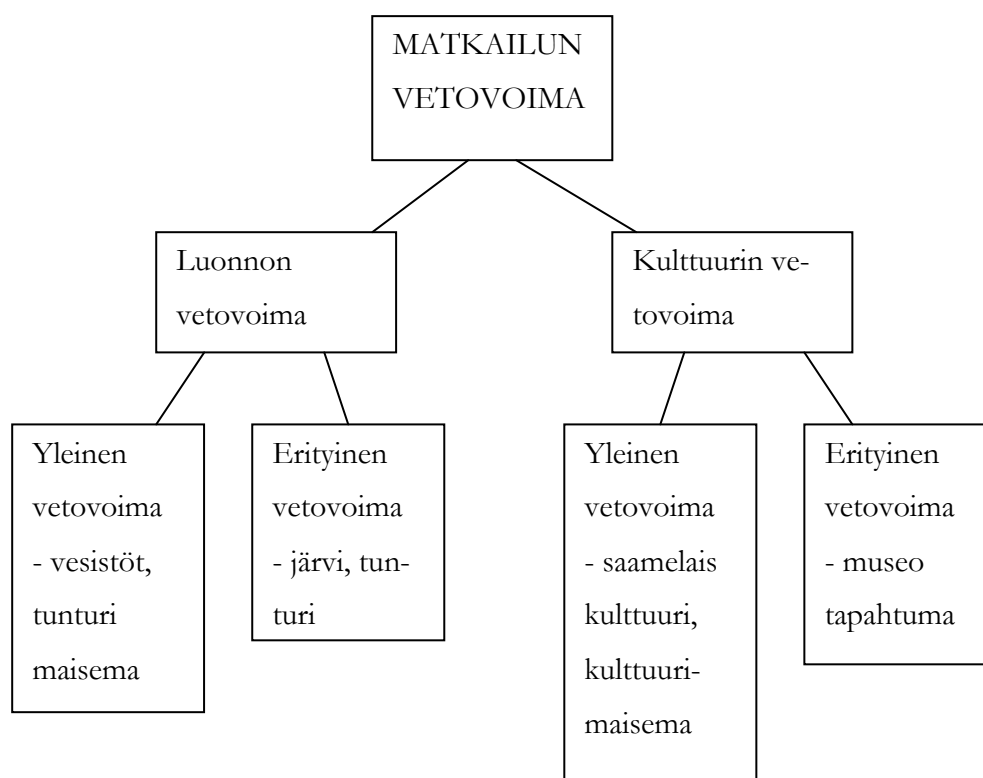 MATKAILUN
VETOVOIMA
Luonnon
vetovoima
Kulttuurin ve-
tovoima
Yleinen
vetovoima
- vesistöt,
tunturi
maisema
Erityinen
vetovoima
- järvi, tun-
turi
Yleinen
vetovoima
- saamelais
kulttuuri,
kulttuuri-
maisema
Erityinen
vetovoima
- museo
tapahtuma